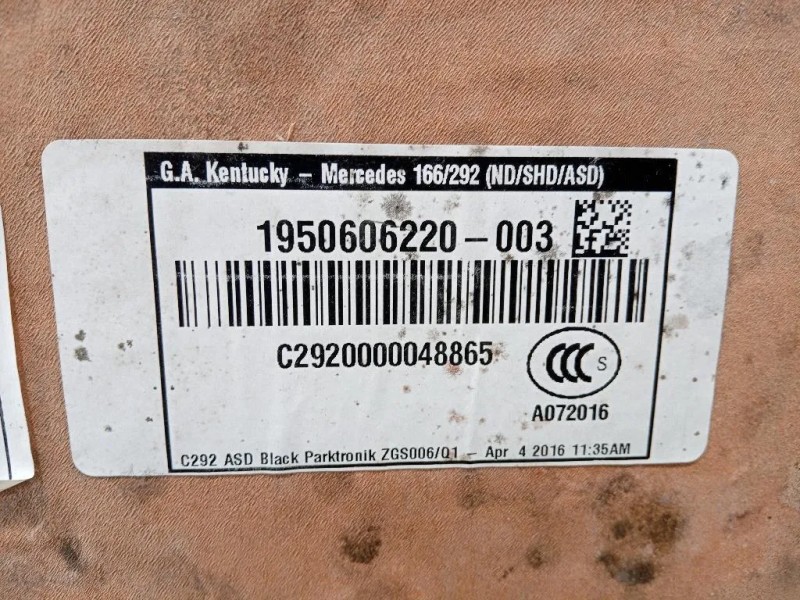 G.A. Kentucky - Mercedes 166/292 (ND/SHD/ASD)
1950606220-003
C2920000048865
CCC S
A072016
C292 ASD Black Parktronik ZGS006/Q1 - Apr 4 2016 11:35AM